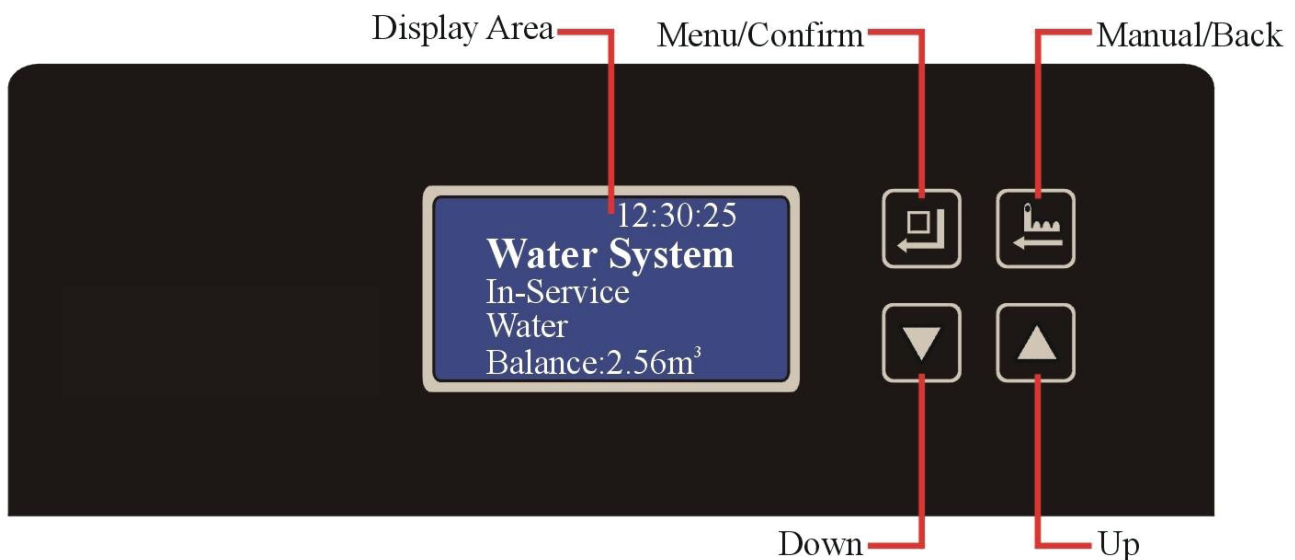 Display Area
Menu/Confirm
Manual/Back
12:30:25
Water System
In-Service
Water
Balance:2.56m³
Down
Up